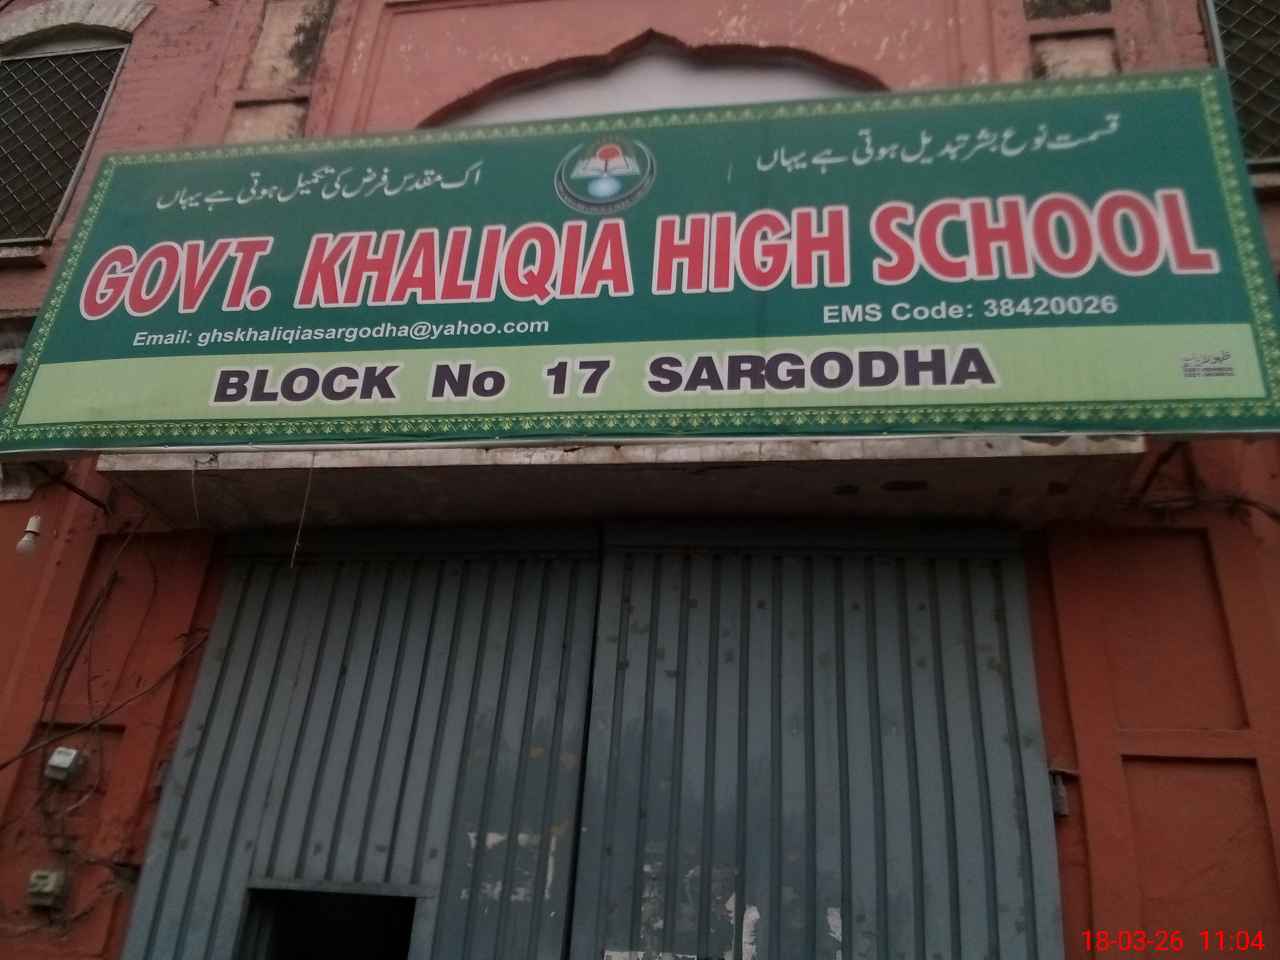 قسمت نوع بشر تبدیل ہوتی ہے یہاں
اک مقدس فرض کی تکمیل ہوتی ہے یہاں
GOVT. KHALIQIA HIGH SCHOOL
Email: ghskhaliqiasargodha@yahoo.com
EMS Code: 38420026
BLOCK No 17 SARGODHA
18-03-26 11:04